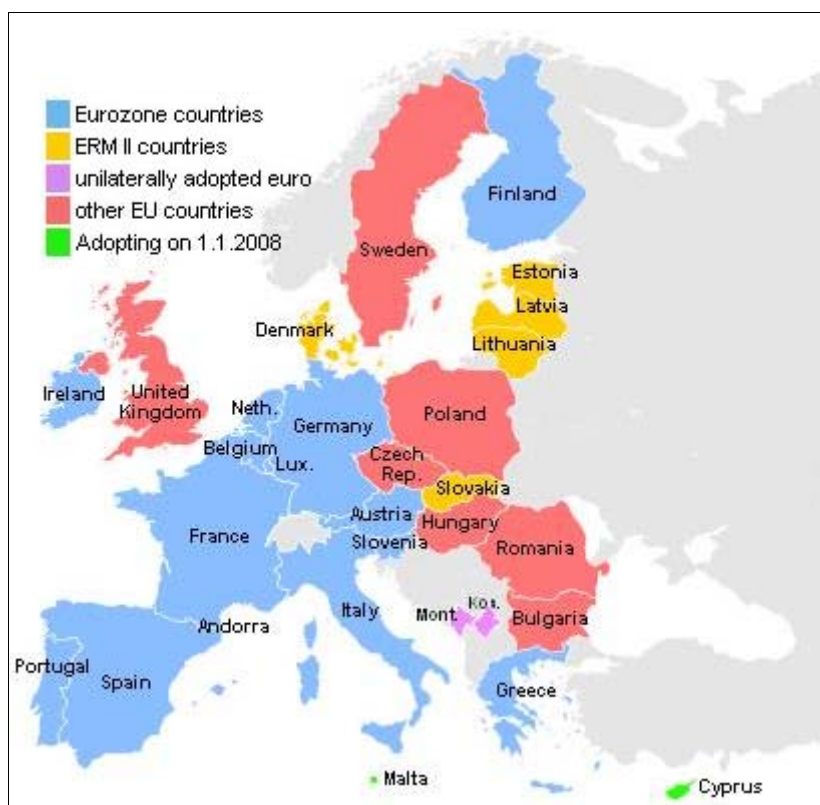 Eurozone countries
ERM II countries
unilaterally adopted euro
other EU countries
Adopting on 1.1.2008
Finland
Sweden
Estonia
Latvia
Lithuania
Denmark
Ireland
United
Kingdom
Neth.
Belgium
Lux.
Germany
Poland
Czech
Rep.
Slovakia
Austria
Hungary
Slovenia
France
Romania
Italy
Mont.
Kos.
Bulgaria
Andorra
Portugal
Spain
Greece
Malta
Cyprus